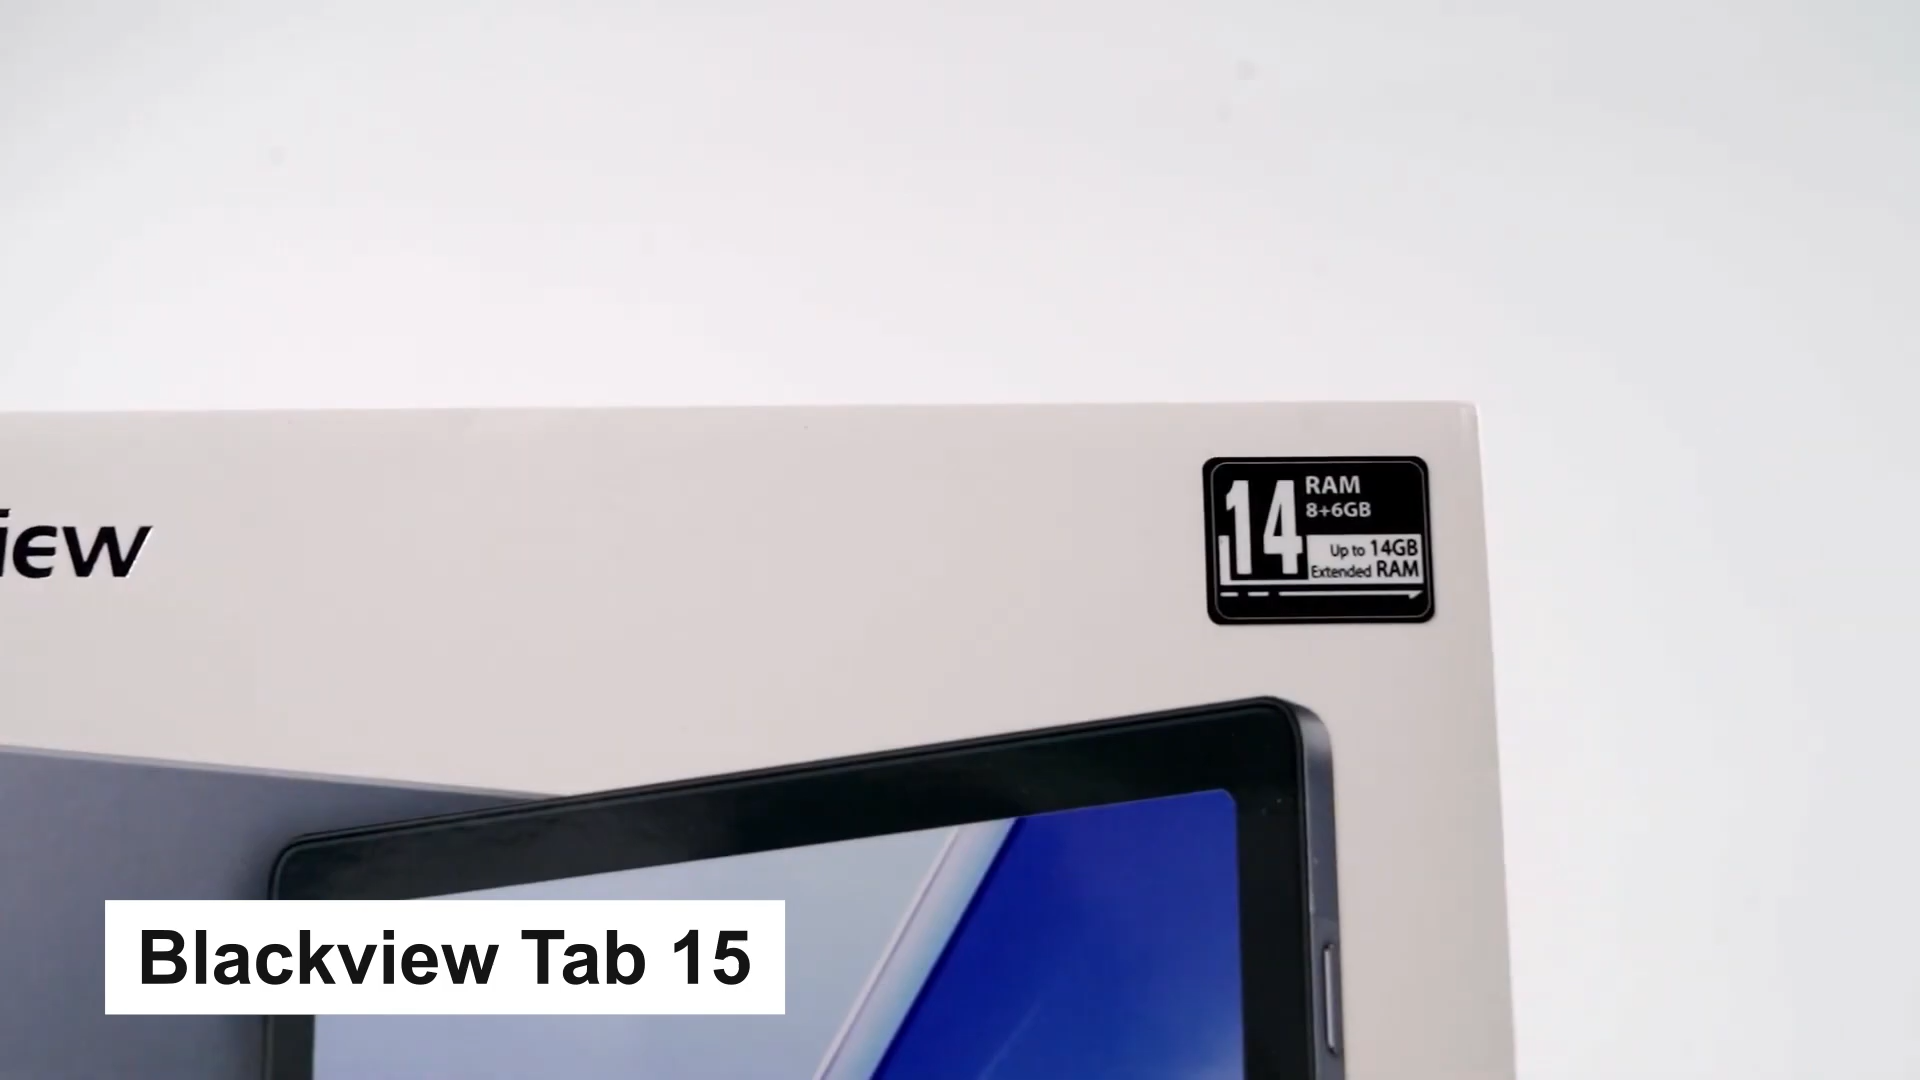 iew
14
RAM
8+6GB
Up to 14GB
Extended RAM
Blackview Tab 15